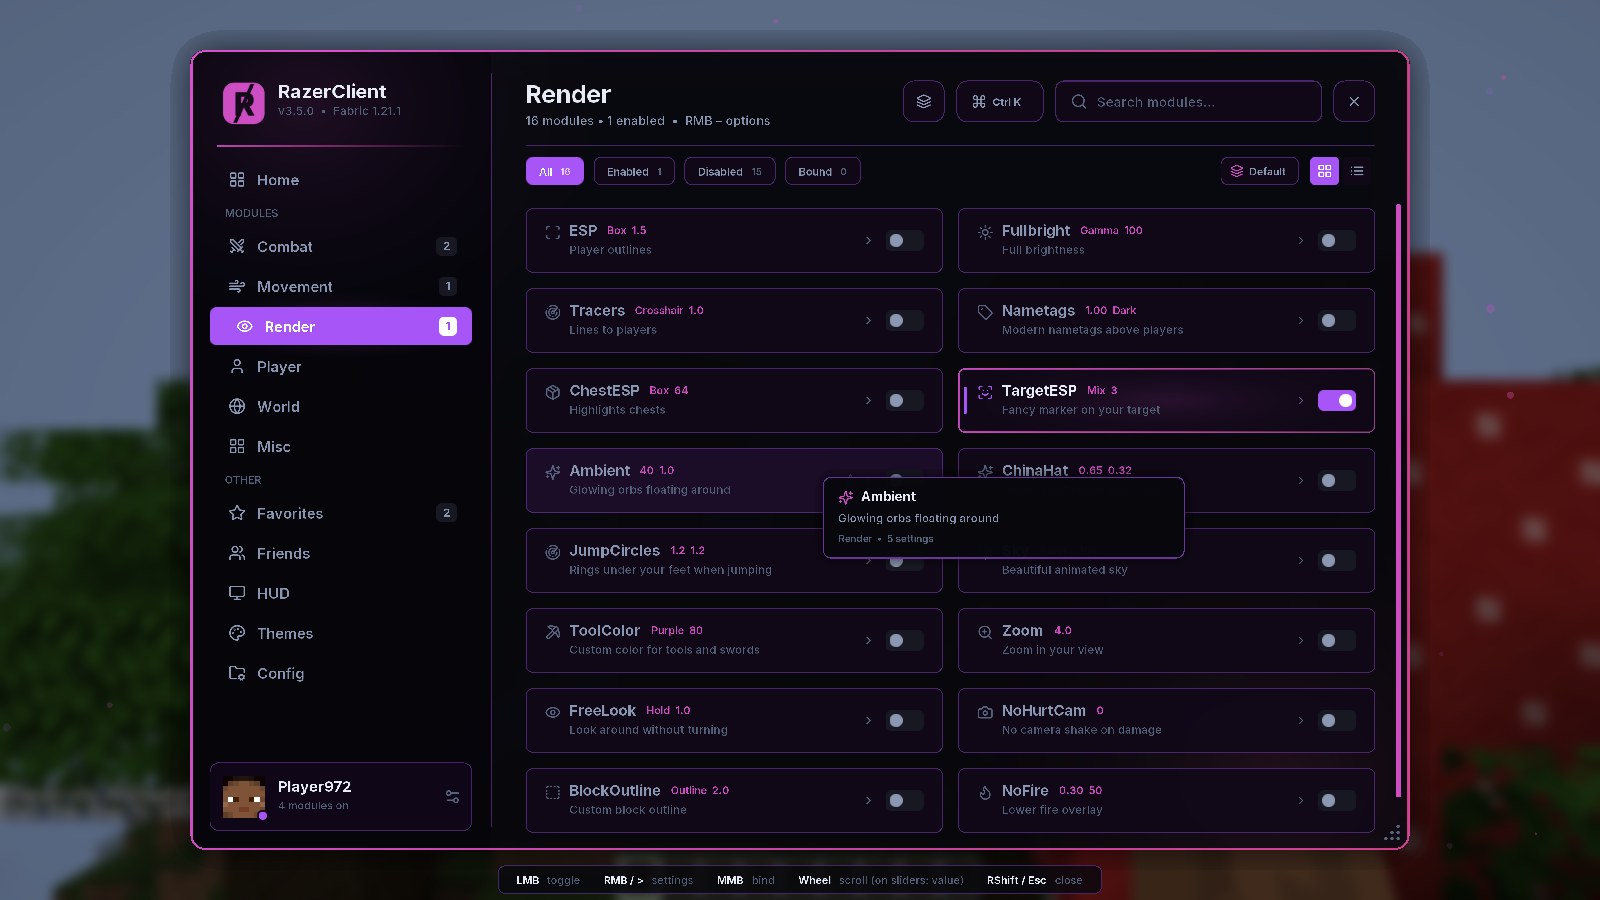 RazerClient
v3.5.0 • Fabric 1.21.1
Home
MODULES
Combat 2
Movement 1
Render 1
Player
World
Misc
OTHER
Favorites 2
Friends
HUD
Themes
Config
Player972
4 modules on
Render
16 modules • 1 enabled • RMB – options
Ctrl K
Search modules...
All 16
Enabled 1
Disabled 15
Bound 0
Default
ESP Box 1.5
Player outlines
Fullbright Gamma 100
Full brightness
Tracers Crosshair 1.0
Lines to players
Nametags 1.00 Dark
Modern nametags above players
ChestESP Box 64
Highlights chests
TargetESP Mix 3
Fancy marker on your target
Ambient 40 1.0
Glowing orbs floating around
ChinaHat 0.65 0.32
Ambient
Glowing orbs floating around
Render • 5 settings
JumpCircles 1.2 1.2
Rings under your feet when jumping
Beautiful animated sky
ToolColor Purple 80
Custom color for tools and swords
Zoom 4.0
Zoom in your view
FreeLook Hold 1.0
Look around without turning
NoHurtCam 0
No camera shake on damage
BlockOutline Outline 2.0
Custom block outline
NoFire 0.30 50
Lower fire overlay
LMB toggle RMB / > settings MMB bind Wheel scroll (on sliders: value) RShift / Esc close